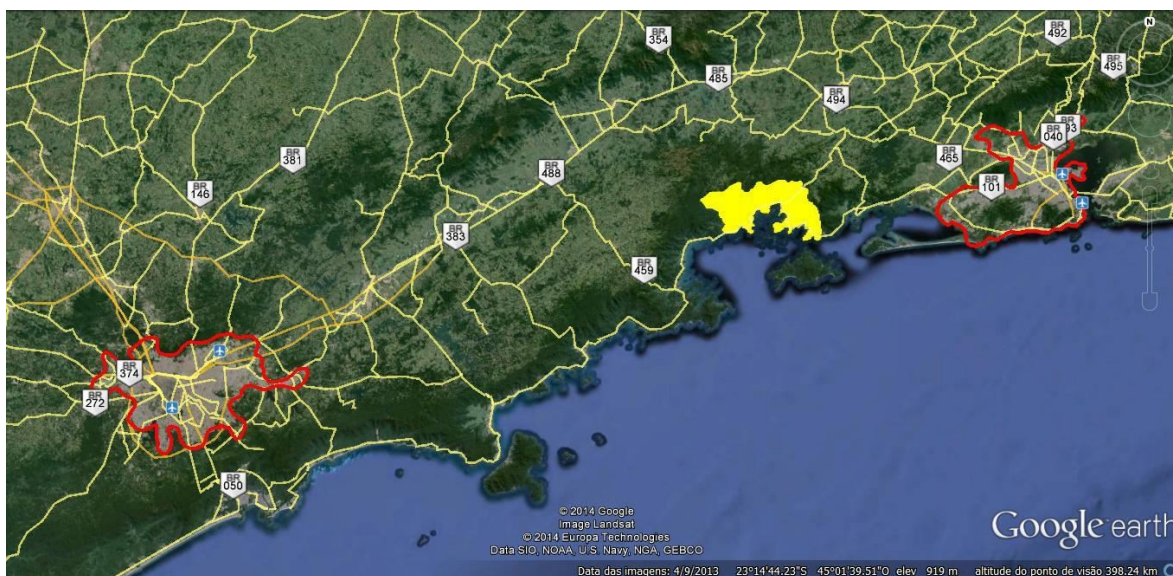 N
BR
492
BR
354
BR
495
BR
485
BR
494
93
BR
040
BR
381
BR
465
BR
488
BR
101
BR
146
BR
383
BR
459
BR
374
BR
272
BR
050
© 2014 Google
Image Landsat
© 2014 Europa Technologies
Data SIO, NOAA, U.S. Navy, NGA, GEBCO
Google earth
Data das imagens: 4/9/2013 23°14'44.23"S 45°01'39.51"O elev 919 m altitude do ponto de visão 398.24 km